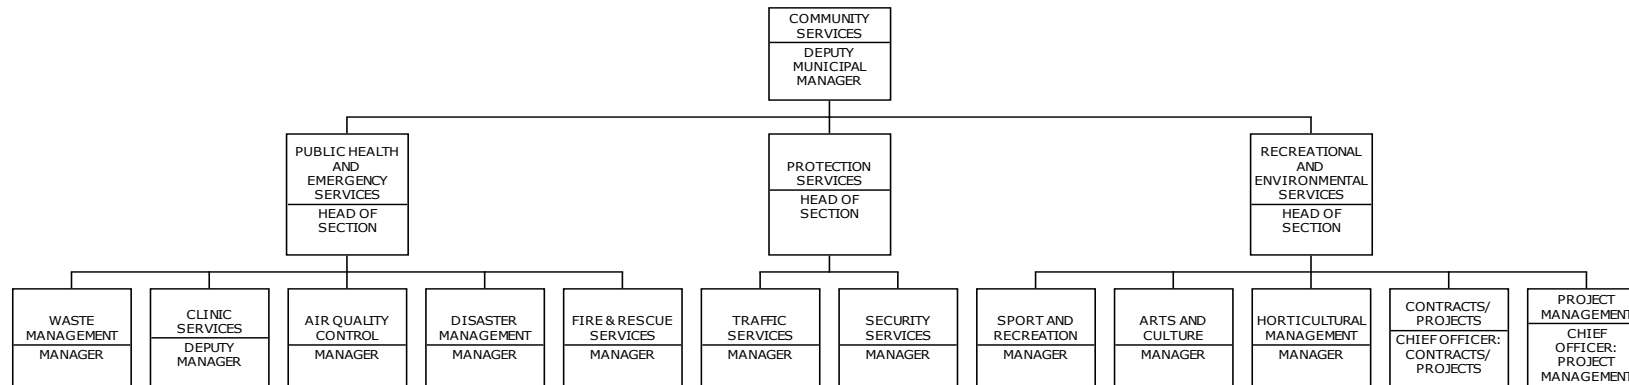 COMMUNITY
SERVICES
DEPUTY
MUNICIPAL
MANAGER
PUBLIC HEALTH
AND
EMERGENCY
SERVICES
HEAD OF
SECTION
PROTECTION
SERVICES
HEAD OF
SECTION
RECREATIONAL
AND
ENVIRONMENTAL
SERVICES
HEAD OF
SECTION
WASTE
MANAGEMENT
MANAGER
CLINIC
SERVICES
DEPUTY
MANAGER
AIR QUALITY
CONTROL
MANAGER
DISASTER
MANAGEMENT
MANAGER
FIRE & RESCUE
SERVICES
MANAGER
TRAFFIC
SERVICES
MANAGER
SECURITY
SERVICES
MANAGER
SPORT AND
RECREATION
MANAGER
ARTS AND
CULTURE
MANAGER
HORTICULTURAL
MANAGEMENT
MANAGER
CONTRACTS/
PROJECTS
CHIEF OFFICER:
CONTRACTS/
PROJECTS
PROJECT
MANAGEMENT
CHIEF
OFFICER:
PROJECT
MANAGEMENT